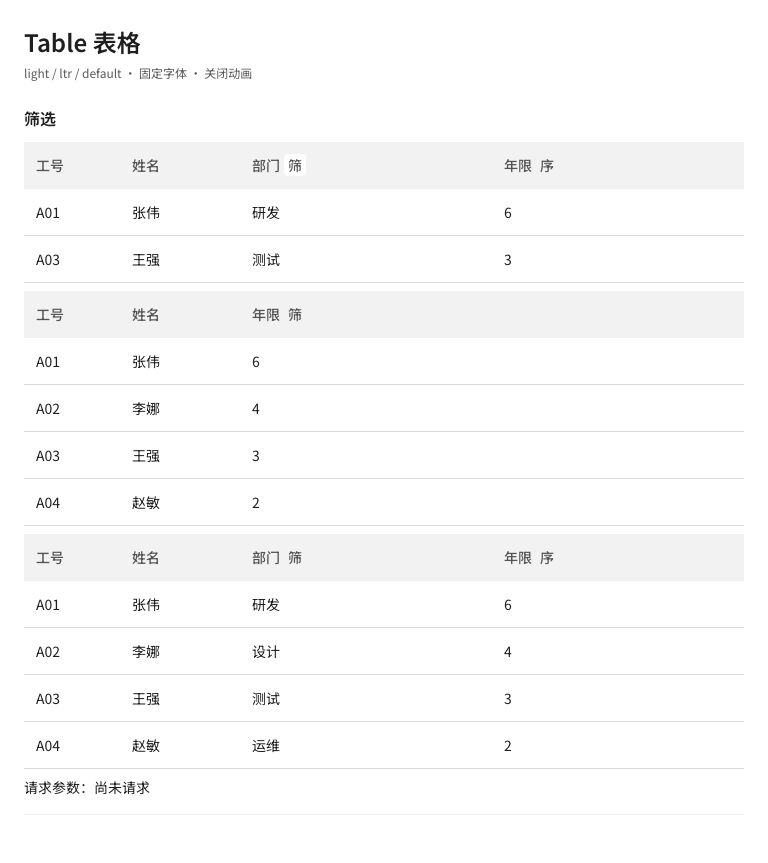 Table 表格
light / ltr / default • 固定字体 • 关闭动画
筛选
工号 姓名 部门 筛 年限 序
A01 张伟 研发 6
A03 王强 测试 3
工号 姓名 年限 筛
A01 张伟 6
A02 李娜 4
A03 王强 3
A04 赵敏 2
工号 姓名 部门 筛 年限 序
A01 张伟 研发 6
A02 李娜 设计 4
A03 王强 测试 3
A04 赵敏 运维 2
请求参数：尚未请求